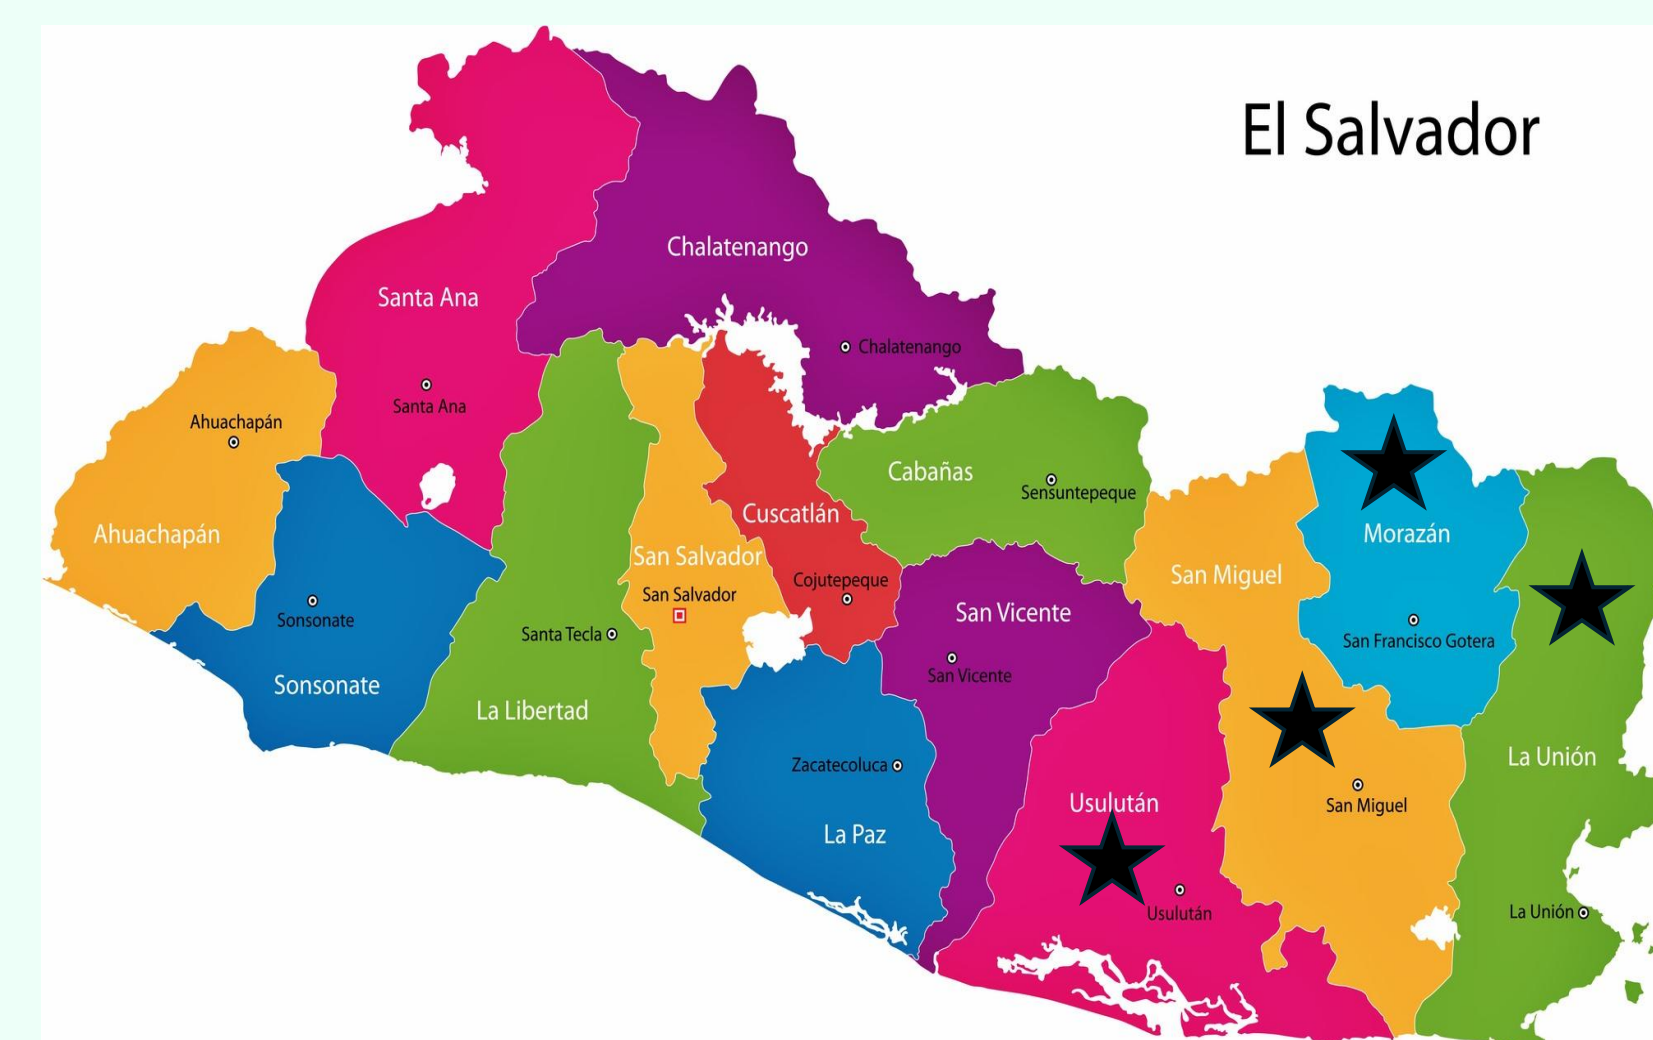 El Salvador
Chalatenango
Santa Ana
Chalatenango
Santa Ana
Ahuachapán
Cabañas
Sensuntepeque
Cuscatlán
Ahuachapán
Morazán
San Salvador
San Miguel
Cojutepeque
San Salvador
Sonsonate
San Vicente
Santa Tecla
San Francisco Gotera
San Vicente
Sonsonate
La Libertad
La Unión
Zacatecoluca
Usulután
San Miguel
La Paz
Usulután
La Unión